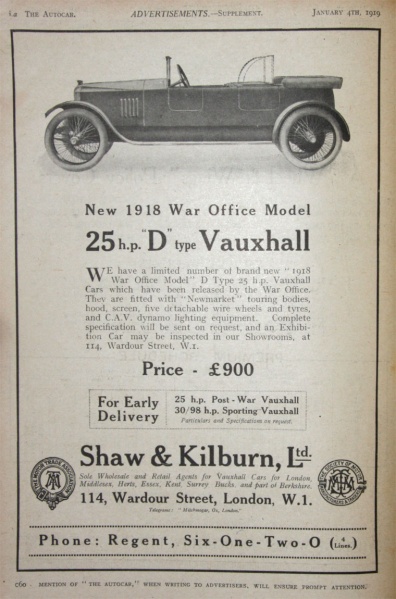 THE AUTOCAR. ADVERTISEMENTS.—SUPPLEMENT. JANUARY 4TH, 1919.
New 1918 War Office Model
25 h.p. "D" type Vauxhall
WE have a limited number of brand new "1918
War Office Model" D Type 25 h.p. Vauxhall
Cars which have been released by the War Office.
They are fitted with "Newmarket" touring bodies,
hood, screen, five detachable wire wheels and tyres,
and C.A.V. dynamo lighting equipment. Complete
specification will be sent on request, and an Exhibi-
tion Car may be inspected in our Showrooms, at
114, Wardour Street, W.1.
Price - £900
For Early
Delivery
25 h.p. Post-War Vauxhall
30/98 h.p. Sporting Vauxhall
Particulars and Specifications on request.
Shaw & Kilburn, Ltd.
Sole Wholesale and Retail Agents for Vauxhall Cars for London,
Middlesex, Herts, Essex, Kent, Surrey, Bucks, and part of Berkshire.
114, Wardour Street, London, W.1.
Telegrams: "Whirlwagon, Ox, London."
Phone: Regent, Six-One-Two-O (4 Lines.)
C60 MENTION OF "THE AUTOCAR," WHEN WRITING TO ADVERTISERS, WILL ENSURE PROMPT ATTENTION.